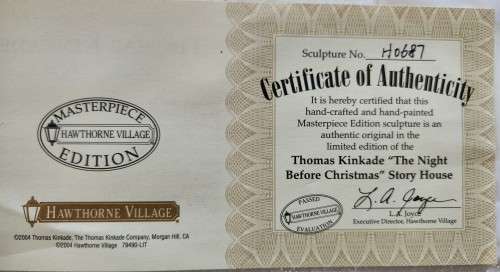 MASTERPIECE
HAWTHORNE VILLAGE
EDITION
HAWTHORNE VILLAGE
©2004 Thomas Kinkade, The Thomas Kinkade Company, Morgan Hill, CA
©2004 Hawthorne Village 79490-LIT
Sculpture No. H0687
Certificate of Authenticity
It is hereby certified that this
hand-crafted and hand-painted
Masterpiece Edition sculpture is an
authentic original in the
limited edition of the
Thomas Kinkade "The Night
Before Christmas" Story House
PASSED
HAWTHORNE VILLAGE
EVALUATION
L. A. Joyce
L.A. Joyce
Executive Director, Hawthorne Village